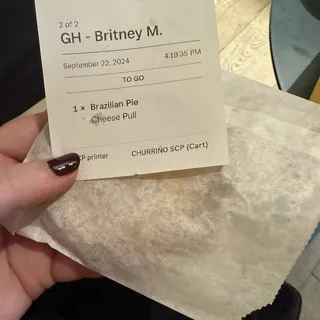 2 of 2
GH - Britney M.
September 22, 2024 4:19:35 PM
TO GO
1 × Brazilian Pie
Cheese Pull
printer CHURRIÑO SCP (Cart)